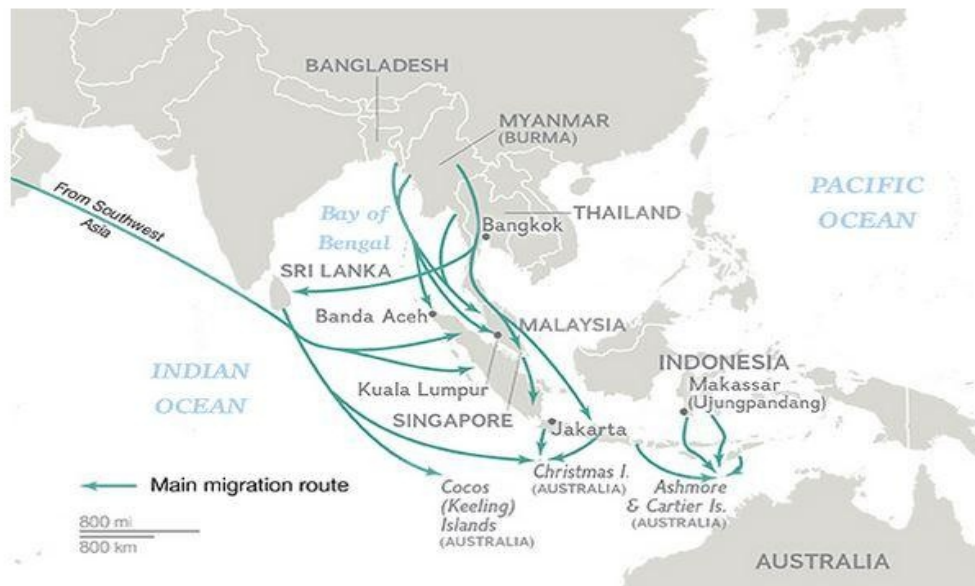 BANGLADESH
MYANMAR
(BURMA)
PACIFIC
OCEAN
From Southwest
Asia
Bay of
Bengal
THAILAND
Bangkok
SRI LANKA
Banda Aceh
MALAYSIA
INDIAN
OCEAN
Kuala Lumpur
SINGAPORE
INDONESIA
Makassar
(Ujungpandang)
Jakarta
Main migration route
Cocos
(Keeling)
Islands
(AUSTRALIA)
Christmas I.
(AUSTRALIA)
Ashmore
& Cartier Is.
(AUSTRALIA)
800 mi
800 km
AUSTRALIA